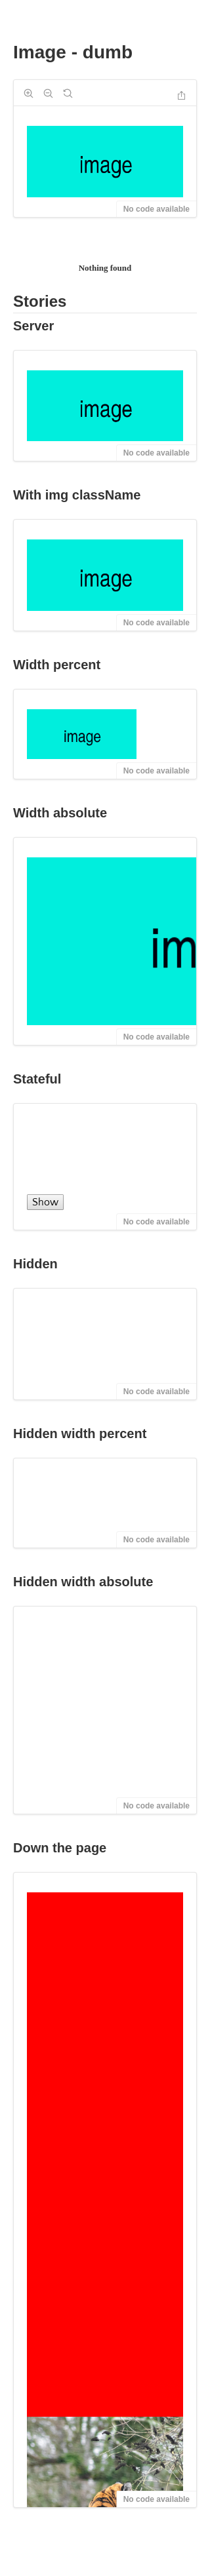 Image - dumb
image
No code available
Nothing found
Stories
Server
image
No code available
With img className
image
No code available
Width percent
image
No code available
Width absolute
im
No code available
Stateful
Show
No code available
Hidden
No code available
Hidden width percent
No code available
Hidden width absolute
No code available
Down the page
No code available